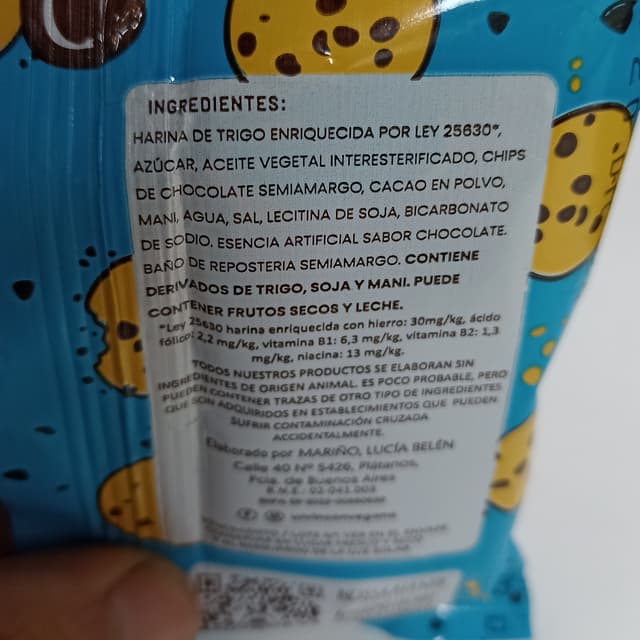 INGREDIENTES:
HARINA DE TRIGO ENRIQUECIDA POR LEY 25630*,
AZÚCAR, ACEITE VEGETAL INTERESTERIFICADO, CHIPS
DE CHOCOLATE SEMIAMARGO, CACAO EN POLVO,
MANI, AGUA, SAL, LECITINA DE SOJA, BICARBONATO
DE SODIO, ESENCIA ARTIFICIAL SABOR CHOCOLATE.
BAÑO DE REPOSTERIA SEMIAMARGO. CONTIENE
DERIVADOS DE TRIGO, SOJA Y MANI. PUEDE
CONTENER FRUTOS SECOS Y LECHE.
*Ley 25630 harina enriquecida con hierro: 30mg/kg, ácido
fólico: 2,2 mg/kg, vitamina B1: 6,3 mg/kg, vitamina B2: 1,3
mg/kg, niacina: 13 mg/kg.
TODOS NUESTROS PRODUCTOS SE ELABORAN SIN
INGREDIENTES DE ORIGEN ANIMAL. ES POCO PROBABLE, PERO
PUEDEN CONTENER TRAZAS DE OTRO TIPO DE INGREDIENTES
QUE SON ADQUIRIDOS EN ESTABLECIMIENTOS QUE PUEDEN
SUFRIR CONTAMINACIÓN CRUZADA
ACCIDENTALMENTE.
Elaborado por MARIÑO, LUCÍA BELÉN
Calle 40 Nº 5426, Plátanos,
Pcia. de Buenos Aires
R.N.E.: 02-041.003